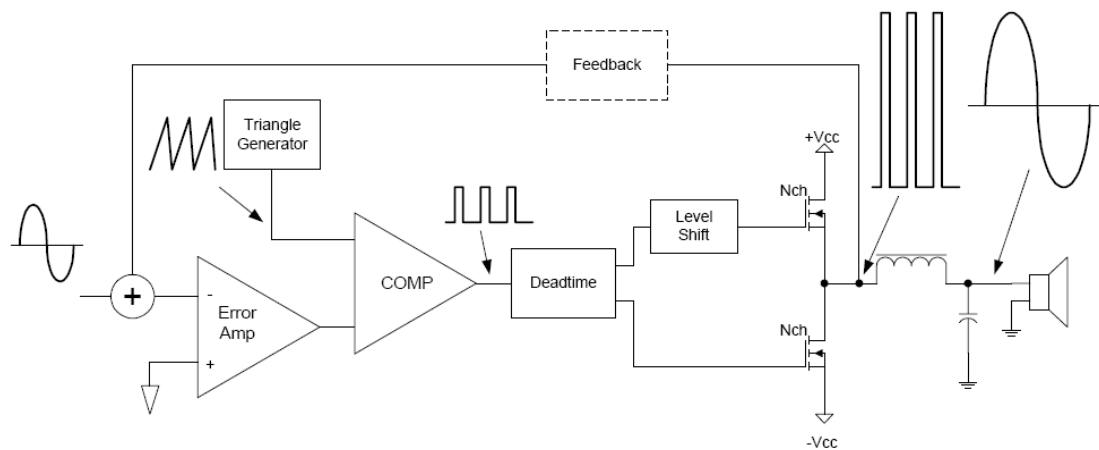 Feedback
Triangle
Generator
+Vcc
Nch
Level
Shift
COMP
Deadtime
+
-
Error
Amp
+
Nch
-Vcc